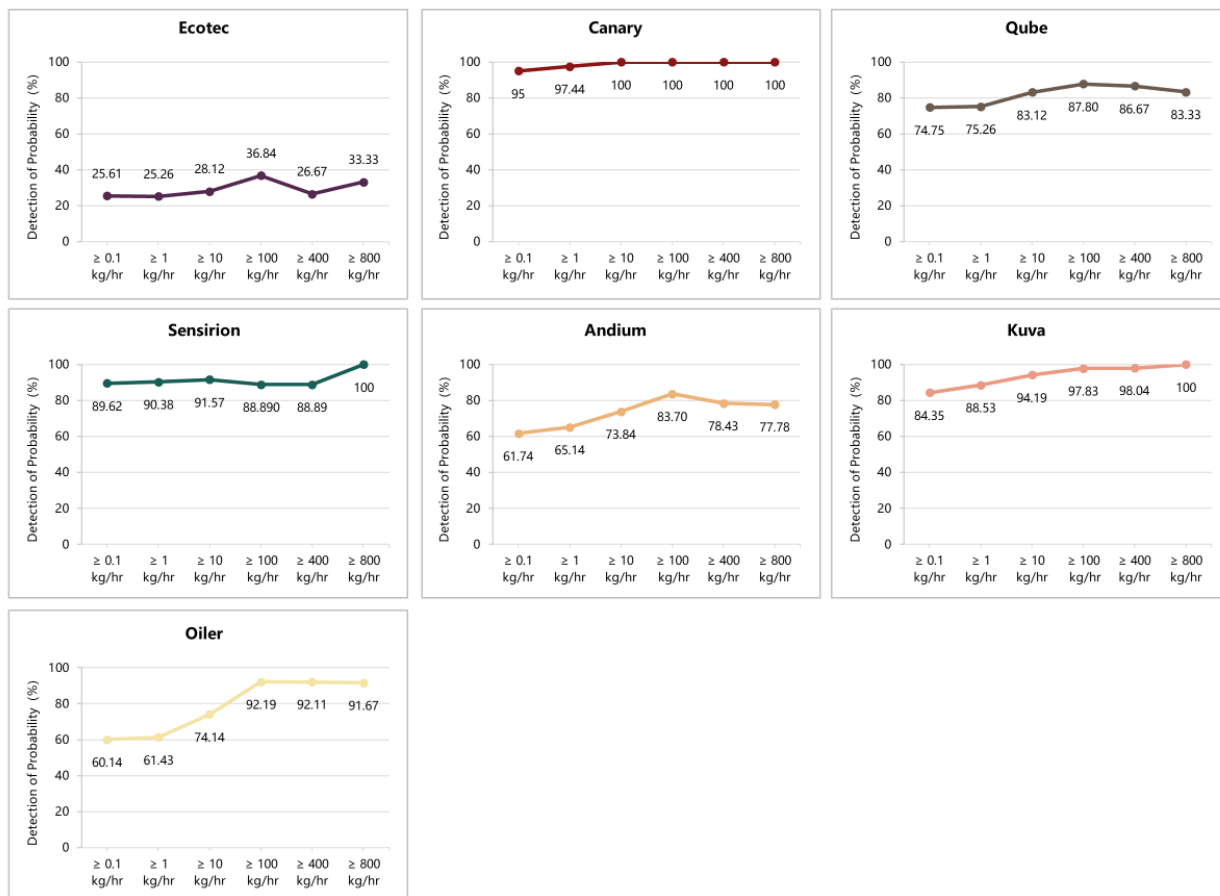 Ecotec
Detection of Probability (%)
100
80
60
40
20
0
25.61 25.26 28.12 36.84 26.67 33.33
≥ 0.1 ≥ 1 ≥ 10 ≥ 100 ≥ 400 ≥ 800
kg/hr kg/hr kg/hr kg/hr kg/hr kg/hr
Canary
Detection of Probability (%)
100
80
60
40
20
0
95 97.44 100 100 100 100
≥ 0.1 ≥ 1 ≥ 10 ≥ 100 ≥ 400 ≥ 800
kg/hr kg/hr kg/hr kg/hr kg/hr kg/hr
Qube
Detection of Probability (%)
100
80
60
40
20
0
74.75 75.26 83.12 87.80 86.67 83.33
≥ 0.1 ≥ 1 ≥ 10 ≥ 100 ≥ 400 ≥ 800
kg/hr kg/hr kg/hr kg/hr kg/hr kg/hr
Sensirion
Detection of Probability (%)
100
80
60
40
20
0
89.62 90.38 91.57 88.890 88.89 100
≥ 0.1 ≥ 1 ≥ 10 ≥ 100 ≥ 400 ≥ 800
kg/hr kg/hr kg/hr kg/hr kg/hr kg/hr
Andium
Detection of Probability (%)
100
80
60
40
20
0
61.74 65.14 73.84 83.70 78.43 77.78
≥ 0.1 ≥ 1 ≥ 10 ≥ 100 ≥ 400 ≥ 800
kg/hr kg/hr kg/hr kg/hr kg/hr kg/hr
Kuva
Detection of Probability (%)
100
80
60
40
20
0
84.35 88.53 94.19 97.83 98.04 100
≥ 0.1 ≥ 1 ≥ 10 ≥ 100 ≥ 400 ≥ 800
kg/hr kg/hr kg/hr kg/hr kg/hr kg/hr
Oiler
Detection of Probability (%)
100
80
60
40
20
0
60.14 61.43 74.14 92.19 92.11 91.67
≥ 0.1 ≥ 1 ≥ 10 ≥ 100 ≥ 400 ≥ 800
kg/hr kg/hr kg/hr kg/hr kg/hr kg/hr